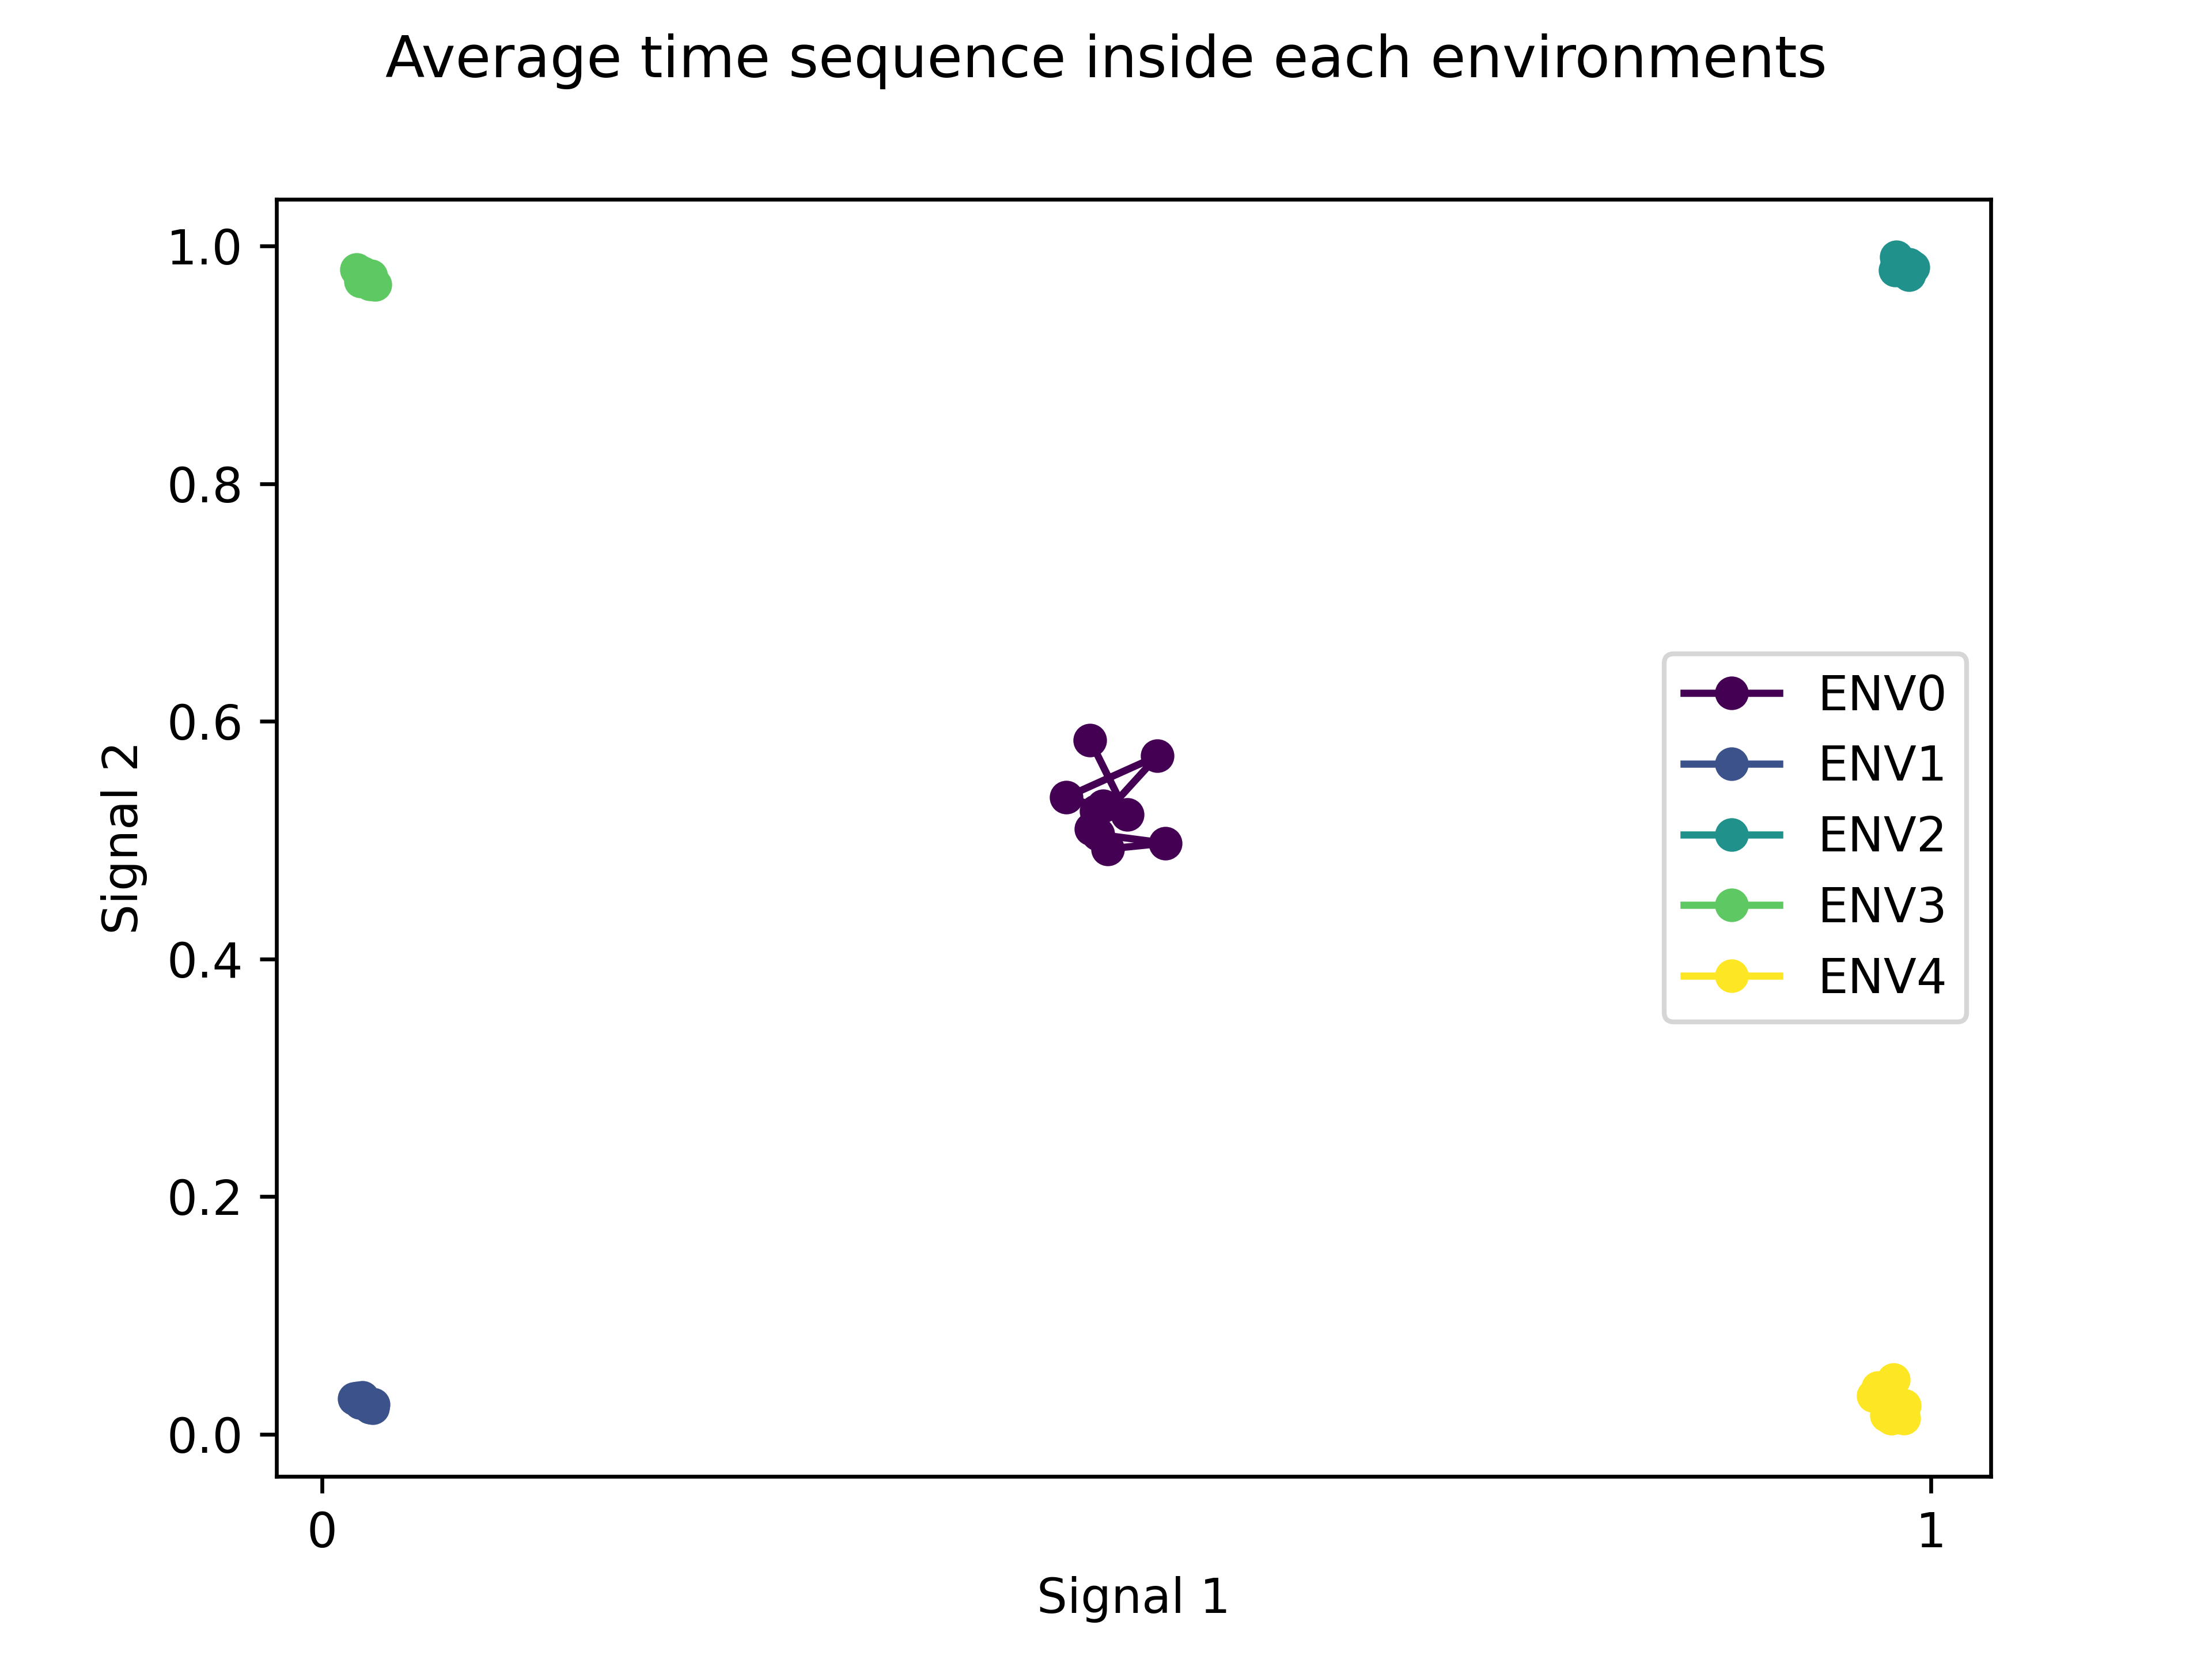 Average time sequence inside each environments
1.0
0.8
0.6
0.4
0.2
0.0
Signal 2
ENV0
ENV1
ENV2
ENV3
ENV4
0
1
Signal 1